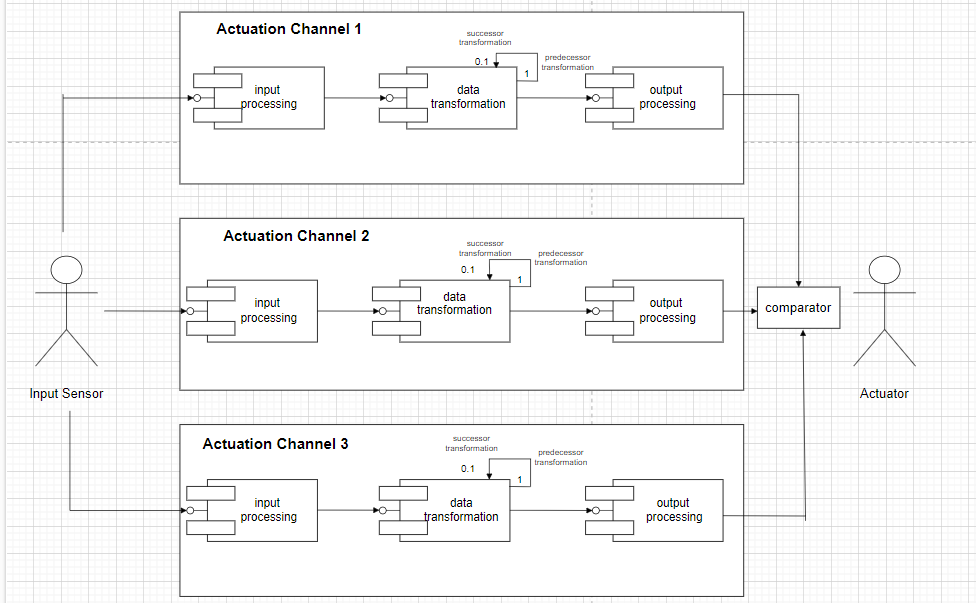 Actuation Channel 1
successor
transformation
0.1
1
predecessor
transformation
input
processing
data
transformation
output
processing
Actuation Channel 2
successor
transformation
0.1
1
predecessor
transformation
input
processing
data
transformation
output
processing
comparator
Input Sensor
Actuator
Actuation Channel 3
successor
transformation
0.1
1
predecessor
transformation
input
processing
data
transformation
output
processing